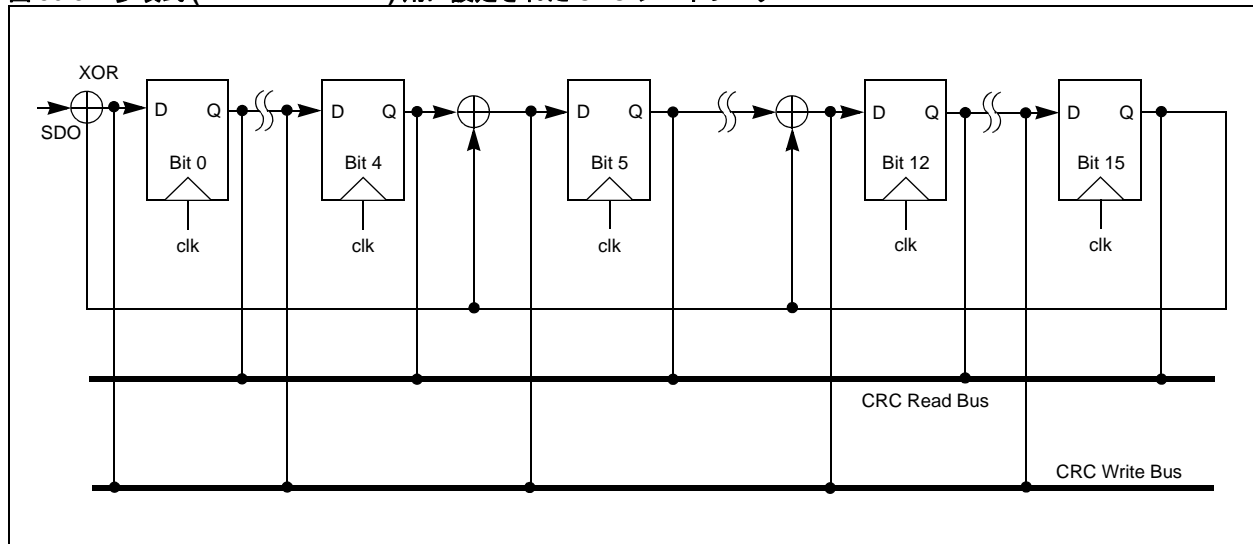 XOR
SDO
D Q
Bit 0
clk
D Q
Bit 4
clk
D Q
Bit 5
clk
D Q
Bit 12
clk
D Q
Bit 15
clk
CRC Read Bus
CRC Write Bus